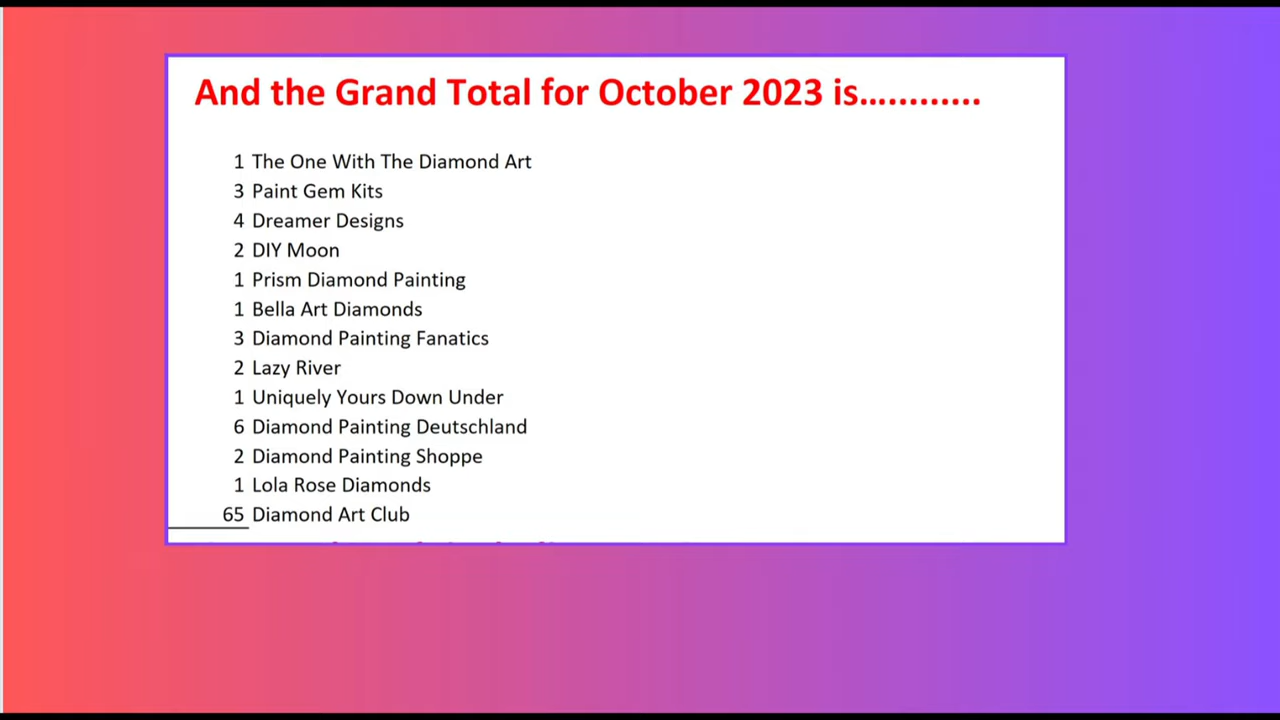 And the Grand Total for October 2023 is............
1 The One With The Diamond Art
3 Paint Gem Kits
4 Dreamer Designs
2 DIY Moon
1 Prism Diamond Painting
1 Bella Art Diamonds
3 Diamond Painting Fanatics
2 Lazy River
1 Uniquely Yours Down Under
6 Diamond Painting Deutschland
2 Diamond Painting Shoppe
1 Lola Rose Diamonds
65 Diamond Art Club